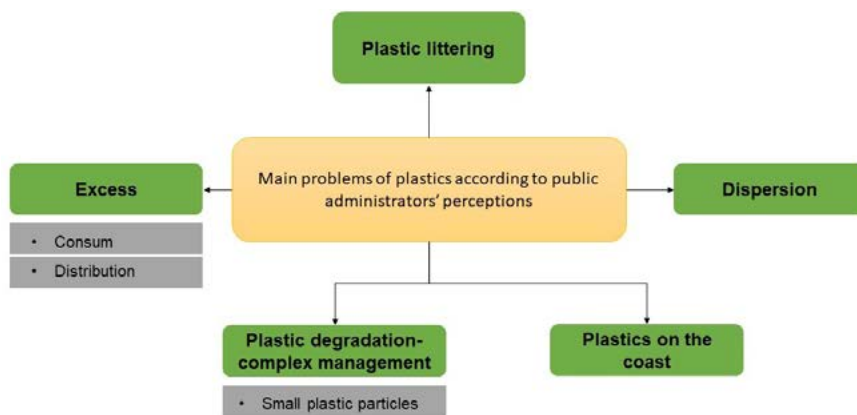 Plastic littering
Main problems of plastics according to public
administrators' perceptions
Excess
• Consum
• Distribution
Dispersion
Plastic degradation-
complex management
• Small plastic particles
Plastics on the
coast